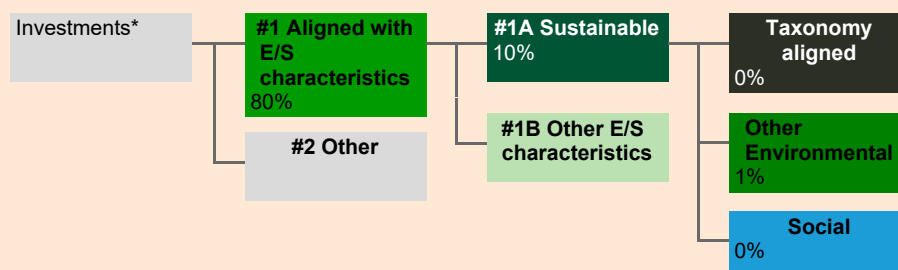 Investments*
#1 Aligned with
E/S
characteristics
80%
#2 Other
#1A Sustainable
10%
#1B Other E/S
characteristics
Taxonomy
aligned
0%
Other
Environmental
1%
Social
0%